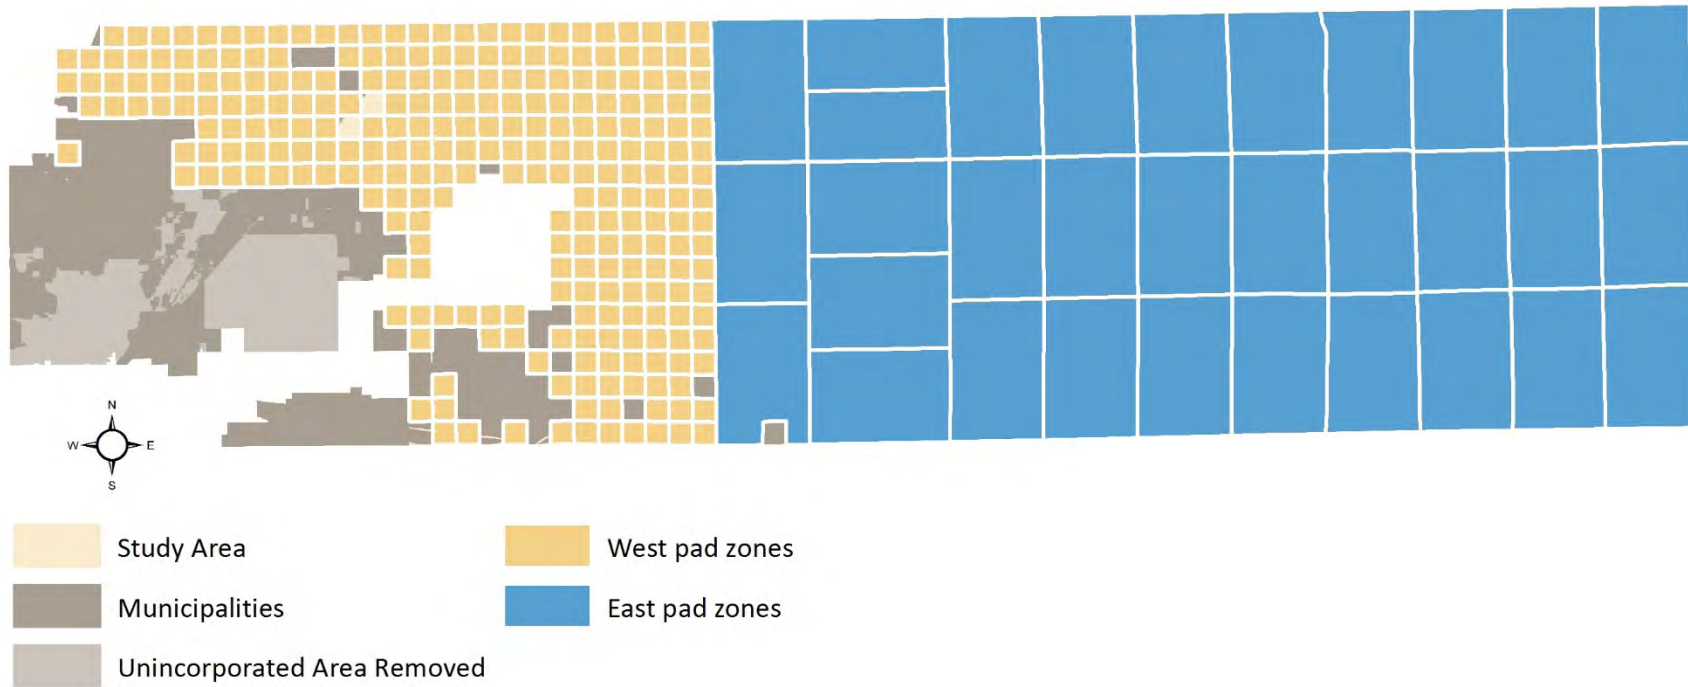 N
W E
S
Study Area
West pad zones
Municipalities
East pad zones
Unincorporated Area Removed